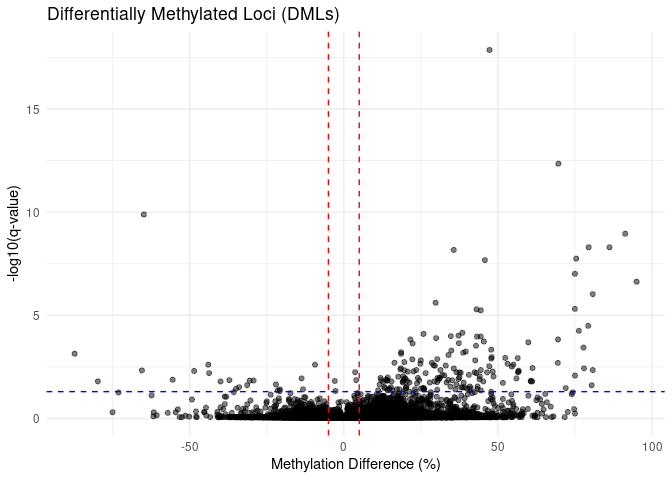 Differentially Methylated Loci (DMLs)
-log10(q-value)
15
10
5
0
-50
0
50
100
Methylation Difference (%)